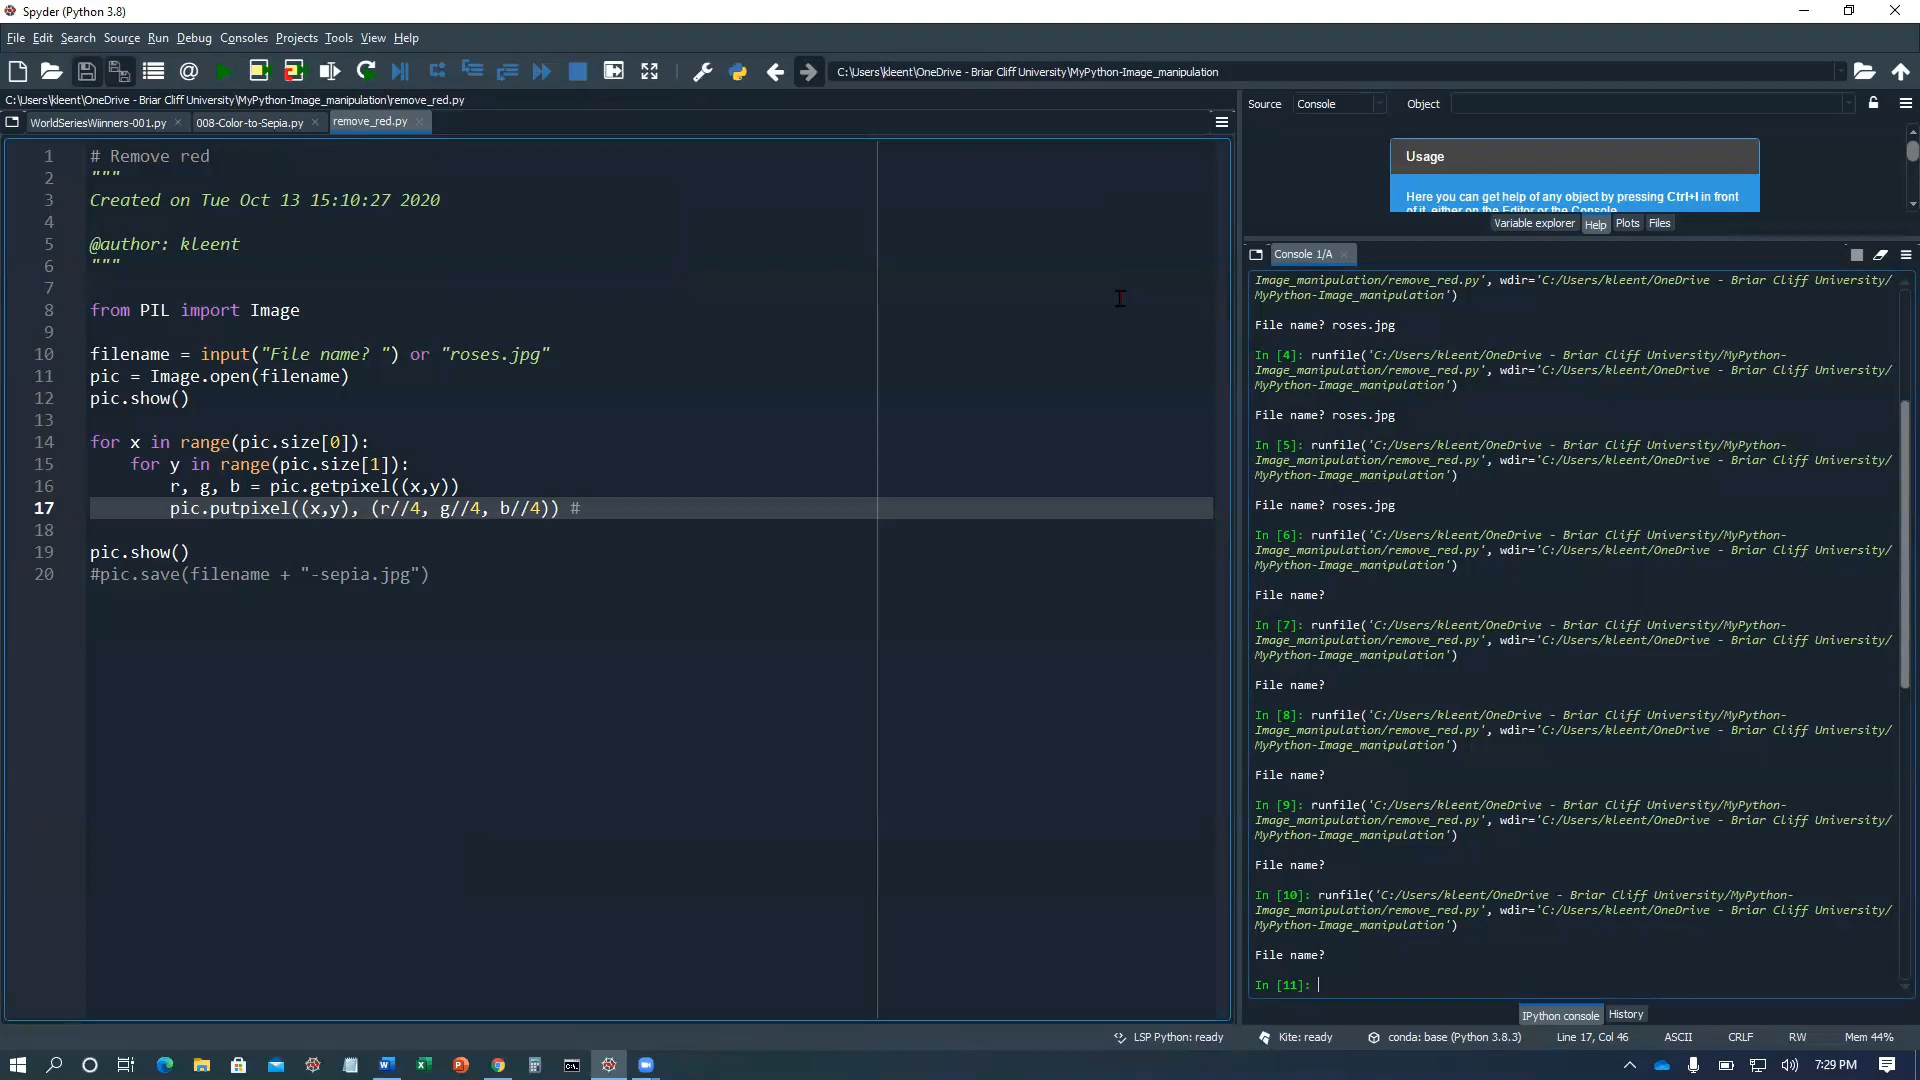 Spyder (Python 3.8)
File Edit Search Source Run Debug Consoles Projects Tools View Help
C:\Users\kleent\OneDrive - Briar Cliff University\MyPython-Image_manipulation
C:\Users\kleent\OneDrive - Briar Cliff University\MyPython-Image_manipulation\remove_red.py
WorldSeriesWiinners-001.py
008-Color-to-Sepia.py
remove_red.py
1 # Remove red
2 """
3 Created on Tue Oct 13 15:10:27 2020
4
5 @author: kleent
6 """
7
8 from PIL import Image
9
10 filename = input("File name? ") or "roses.jpg"
11 pic = Image.open(filename)
12 pic.show()
13
14 for x in range(pic.size[0]):
15 for y in range(pic.size[1]):
16 r, g, b = pic.getpixel((x,y))
17 pic.putpixel((x,y), (r//4, g//4, b//4)) #
18
19 pic.show()
20 #pic.save(filename + "-sepia.jpg")
Source Console Object
Usage
Here you can get help of any object by pressing Ctrl+I in front
of it, either on the Editor or the Console.
Variable explorer Help Plots Files
Console 1/A
Image_manipulation/remove_red.py', wdir='C:/Users/kleent/OneDrive - Briar Cliff University/
MyPython-Image_manipulation')
File name? roses.jpg
In [4]: runfile('C:/Users/kleent/OneDrive - Briar Cliff University/MyPython-
Image_manipulation/remove_red.py', wdir='C:/Users/kleent/OneDrive - Briar Cliff University/
MyPython-Image_manipulation')
File name? roses.jpg
In [5]: runfile('C:/Users/kleent/OneDrive - Briar Cliff University/MyPython-
Image_manipulation/remove_red.py', wdir='C:/Users/kleent/OneDrive - Briar Cliff University/
MyPython-Image_manipulation')
File name? roses.jpg
In [6]: runfile('C:/Users/kleent/OneDrive - Briar Cliff University/MyPython-
Image_manipulation/remove_red.py', wdir='C:/Users/kleent/OneDrive - Briar Cliff University/
MyPython-Image_manipulation')
File name?
In [7]: runfile('C:/Users/kleent/OneDrive - Briar Cliff University/MyPython-
Image_manipulation/remove_red.py', wdir='C:/Users/kleent/OneDrive - Briar Cliff University/
MyPython-Image_manipulation')
File name?
In [8]: runfile('C:/Users/kleent/OneDrive - Briar Cliff University/MyPython-
Image_manipulation/remove_red.py', wdir='C:/Users/kleent/OneDrive - Briar Cliff University/
MyPython-Image_manipulation')
File name?
In [9]: runfile('C:/Users/kleent/OneDrive - Briar Cliff University/MyPython-
Image_manipulation/remove_red.py', wdir='C:/Users/kleent/OneDrive - Briar Cliff University/
MyPython-Image_manipulation')
File name?
In [10]: runfile('C:/Users/kleent/OneDrive - Briar Cliff University/MyPython-
Image_manipulation/remove_red.py', wdir='C:/Users/kleent/OneDrive - Briar Cliff University/
MyPython-Image_manipulation')
File name?
In [11]:
IPython console History
LSP Python: ready Kite: ready conda: base (Python 3.8.3) Line 17, Col 46 ASCII CRLF RW Mem 44%
7:29 PM